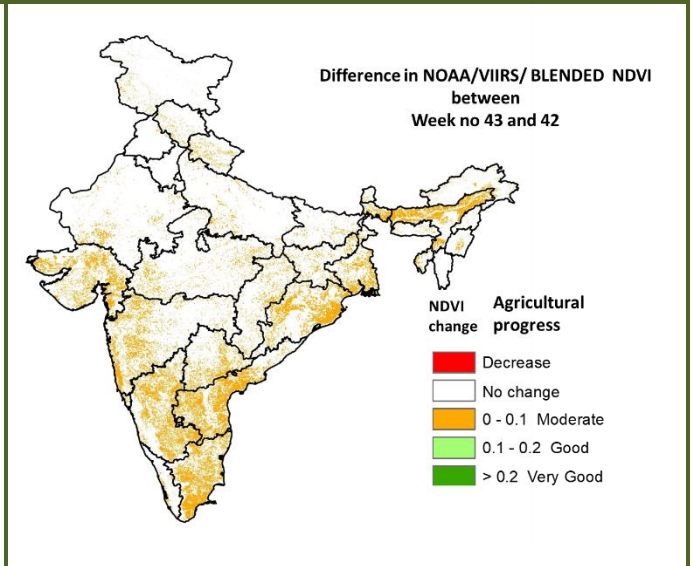 Difference in NOAA/VIIRS/ BLENDED NDVI
between
Week no 43 and 42
NDVI change
Agricultural progress
Decrease
No change
0 - 0.1 Moderate
0.1 - 0.2 Good
> 0.2 Very Good